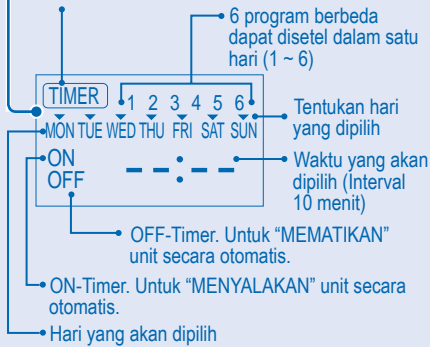 6 program berbeda
dapat disetel dalam satu
hari (1 ~ 6)
TIMER 1 2 3 4 5 6
MON TUE WED THU FRI SAT SUN
Tentukan hari
yang dipilih
ON
OFF
--:--
Waktu yang akan
dipilih (Interval
10 menit)
OFF-Timer. Untuk “MEMATIKAN”
unit secara otomatis.
ON-Timer. Untuk “MENYALAKAN” unit secara
otomatis.
Hari yang akan dipilih